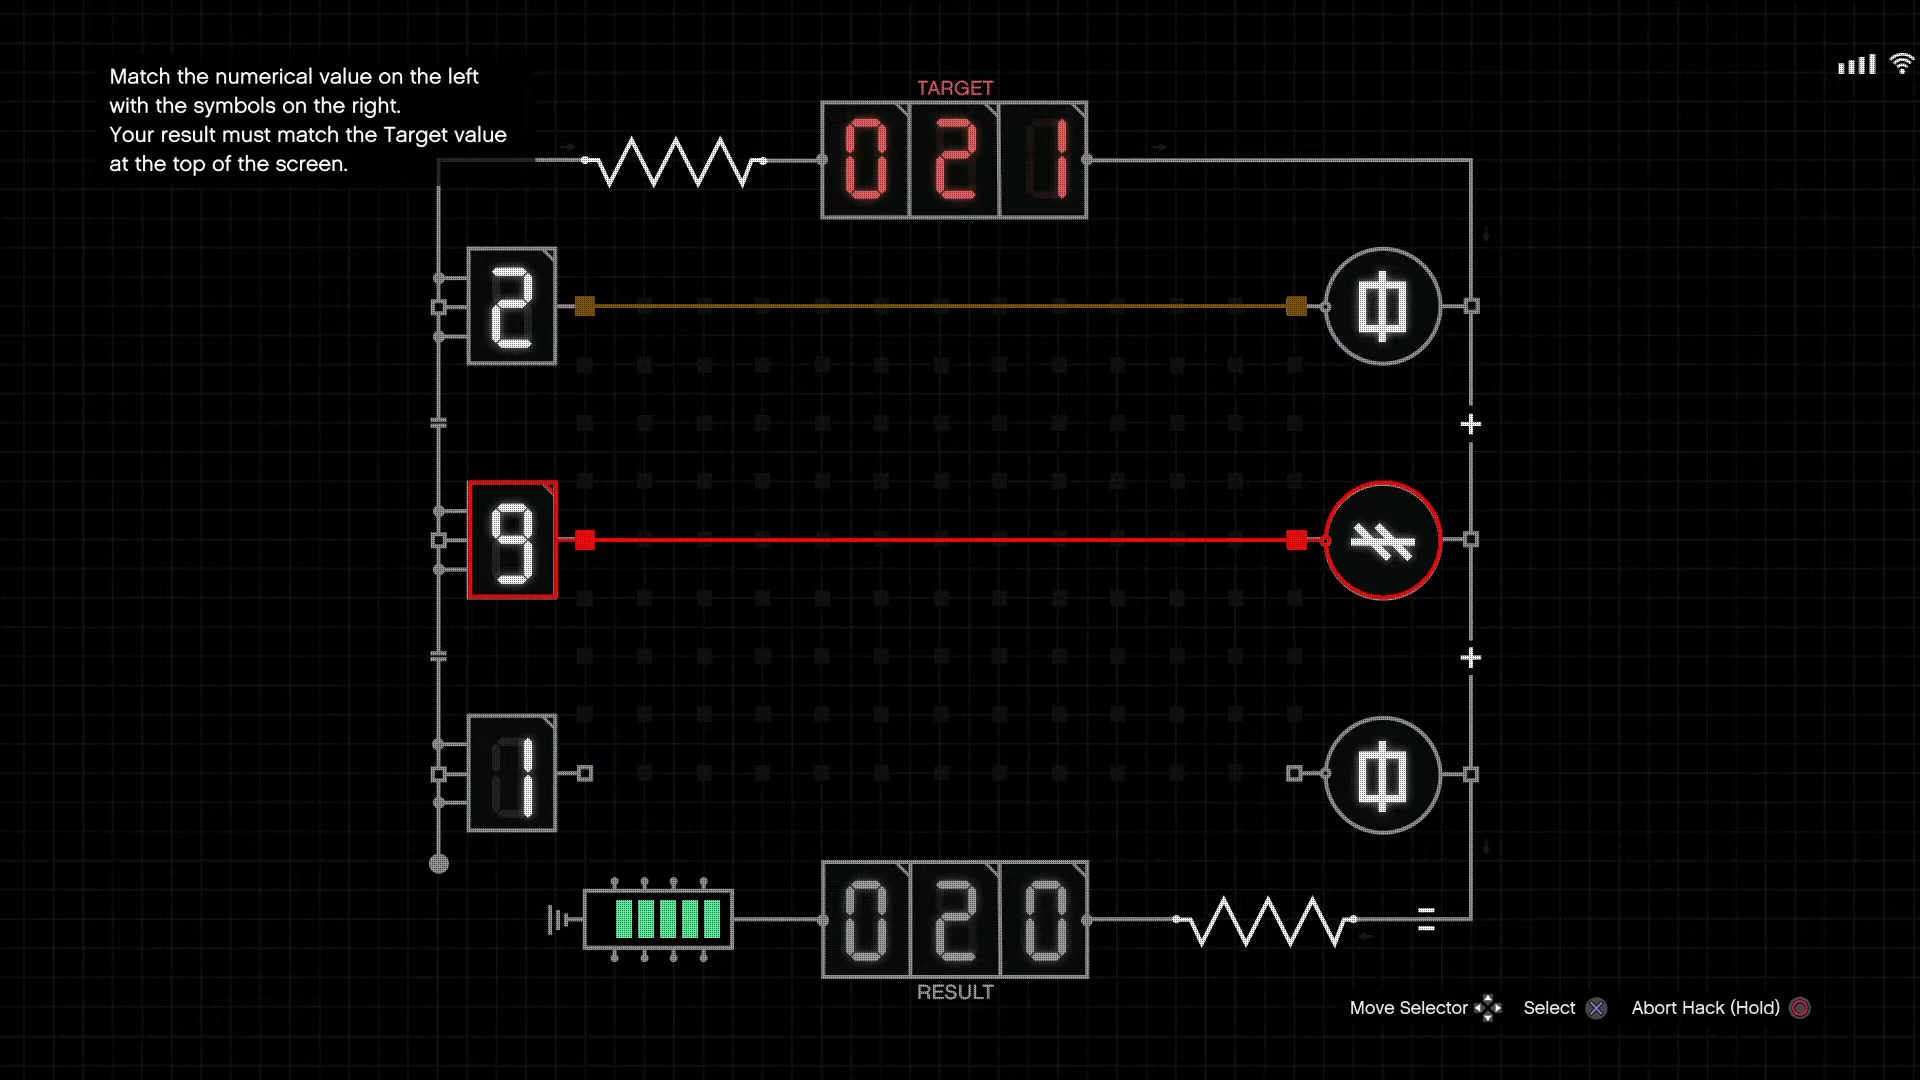 Match the numerical value on the left
with the symbols on the right.
Your result must match the Target value
at the top of the screen.
TARGET
021
2
+
9
+
1
020
=
RESULT
Move Selector Select Abort Hack (Hold)